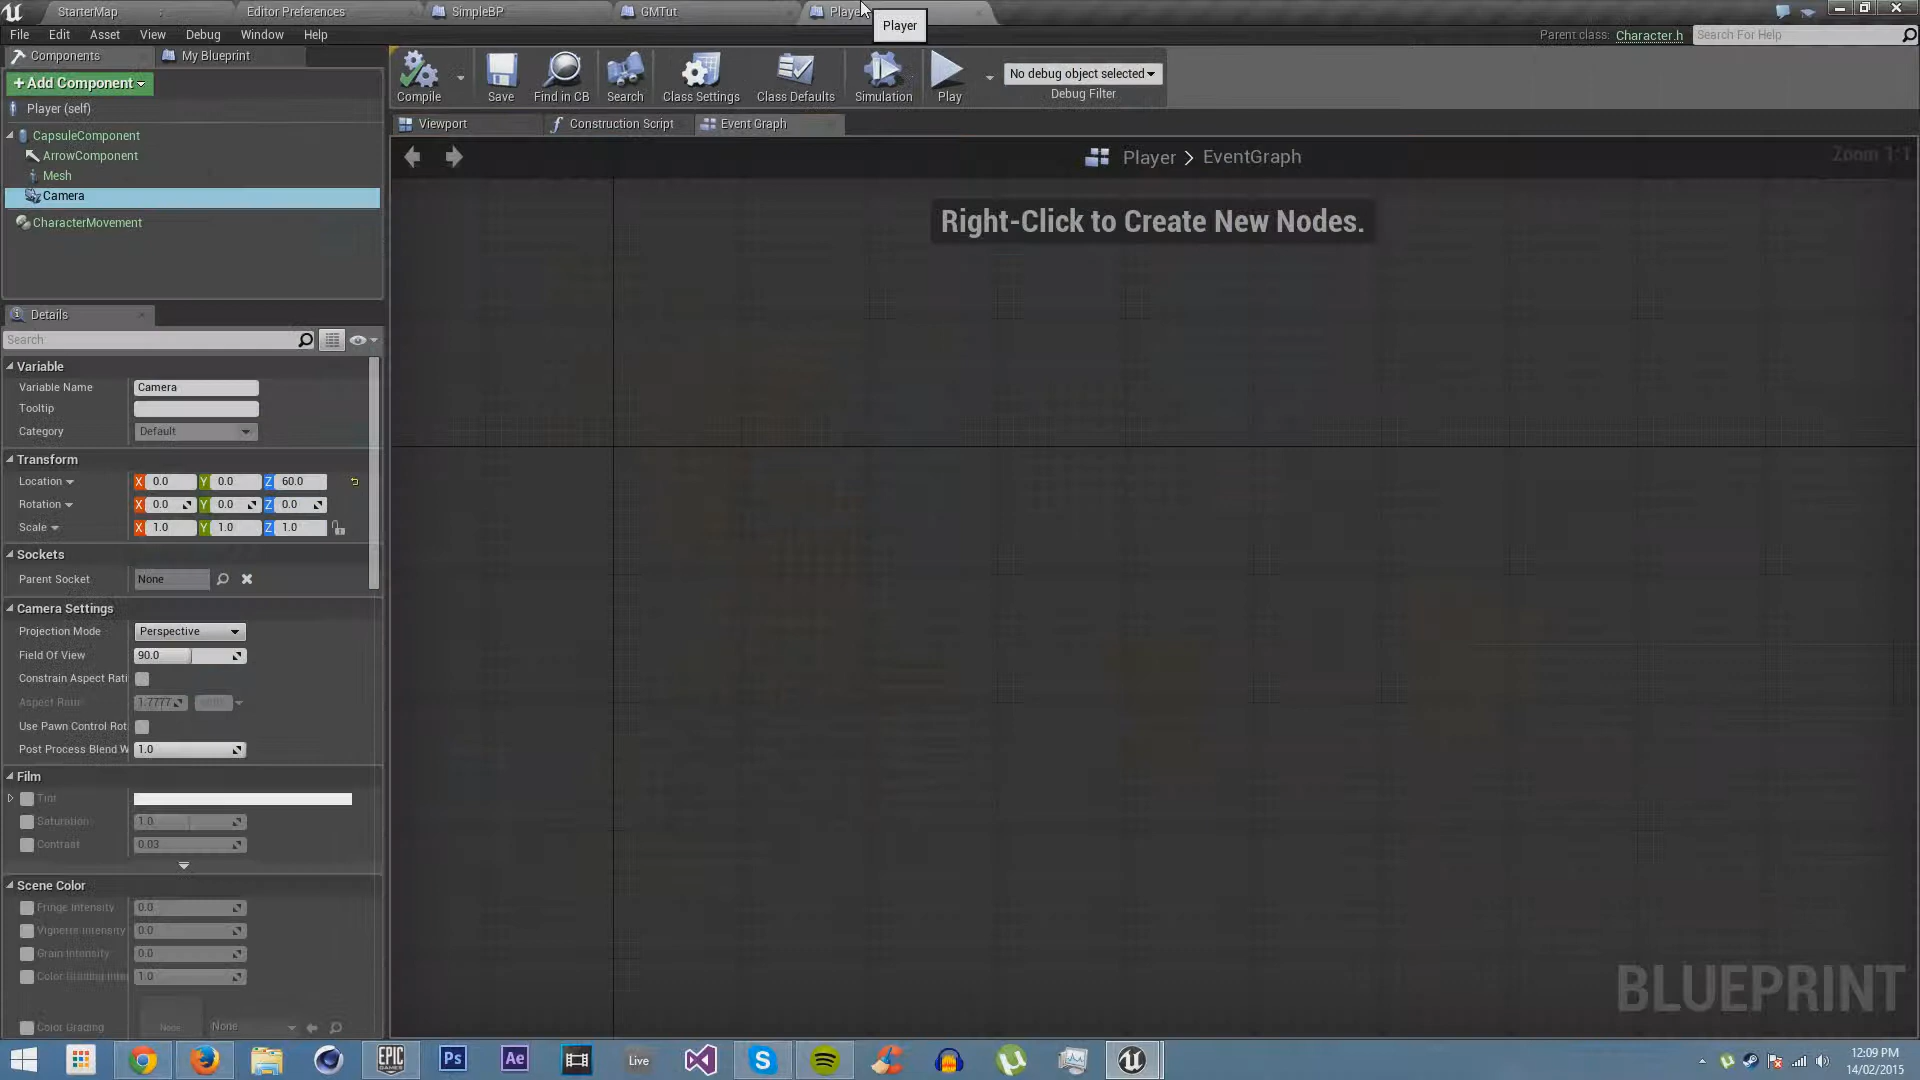 StarterMap
Editor Preferences
SimpleBP
GMTut
Player
File Edit Asset View Debug Window Help
Parent class: Character.h
Search For Help
Components
My Blueprint
+Add Component
Player (self)
CapsuleComponent
ArrowComponent
Mesh
Camera
CharacterMovement
Compile
Save
Find in CB
Search
Class Settings
Class Defaults
Simulation
Play
No debug object selected
Debug Filter
Viewport
Construction Script
Event Graph
Player > EventGraph
Zoom 1:1
Right-Click to Create New Nodes.
Details
Search
Variable
Variable Name Camera
Tooltip
Category Default
Transform
Location X 0.0 Y 0.0 Z 60.0
Rotation X 0.0 Y 0.0 Z 0.0
Scale X 1.0 Y 1.0 Z 1.0
Sockets
Parent Socket None
Camera Settings
Projection Mode Perspective
Field Of View 90.0
Constrain Aspect Rati
Aspect Ratio 1.7777
Use Pawn Control Rot
Post Process Blend W 1.0
Film
Tint
Saturation 1.0
Contrast 0.03
Scene Color
Fringe Intensity 0.0
Vignette Intensity 0.0
Grain Intensity 0.0
Color Grading Inten 1.0
Color Grading None None
BLUEPRINT
EPIC GAMES
Ps
Ae
Live
12:09 PM
14/02/2015